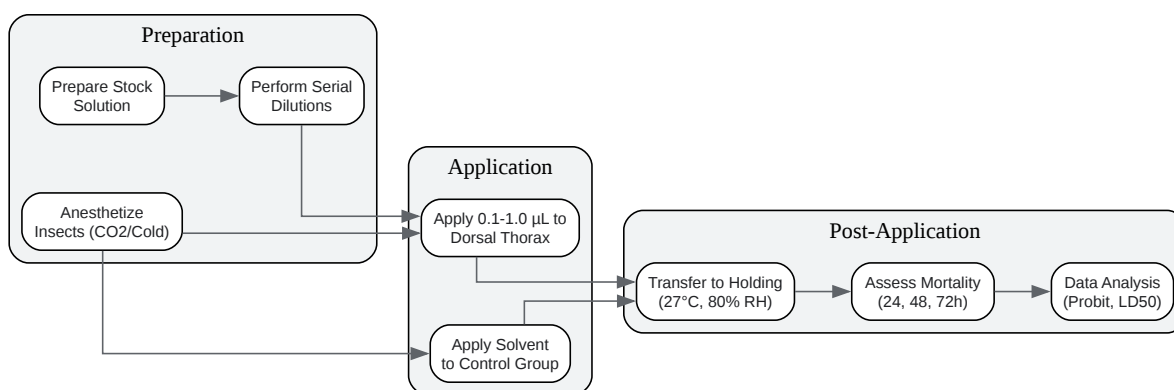 Preparation
Prepare Stock
Solution
Perform Serial
Dilutions
Anesthetize
Insects (CO2/Cold)
Application
Apply 0.1-1.0 µL to
Dorsal Thorax
Apply Solvent
to Control Group
Post-Application
Transfer to Holding
(27°C, 80% RH)
Assess Mortality
(24, 48, 72h)
Data Analysis
(Probit, LD50)